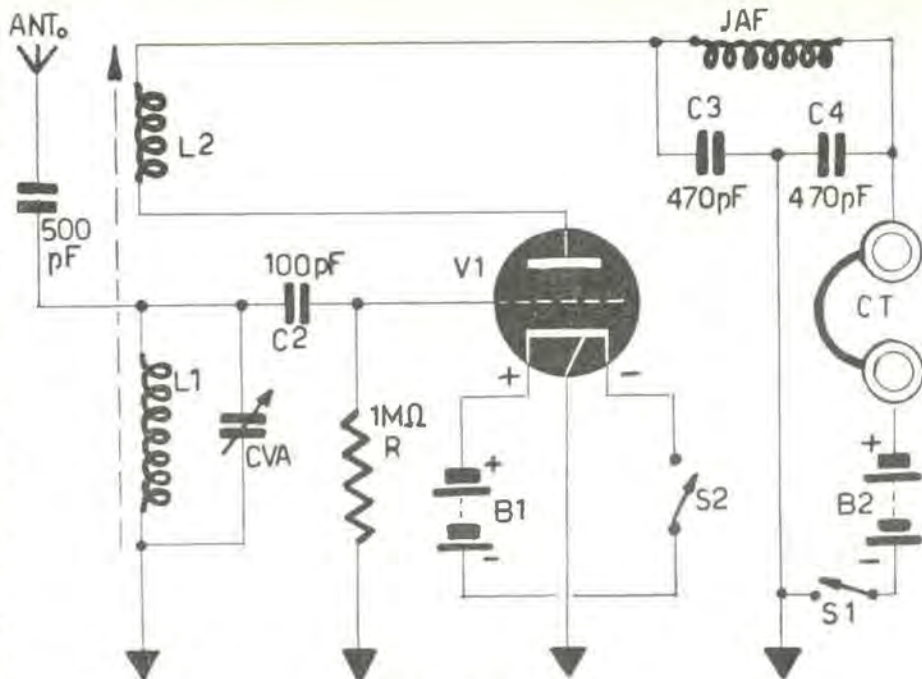 ANT.
JAF
C3
C4
L2
470pF
470pF
500
pF
100pF
V1
C2
CT
L1
+
-
1MΩ
R
CVA
+
B1
-
S2
+
B2
-
S1